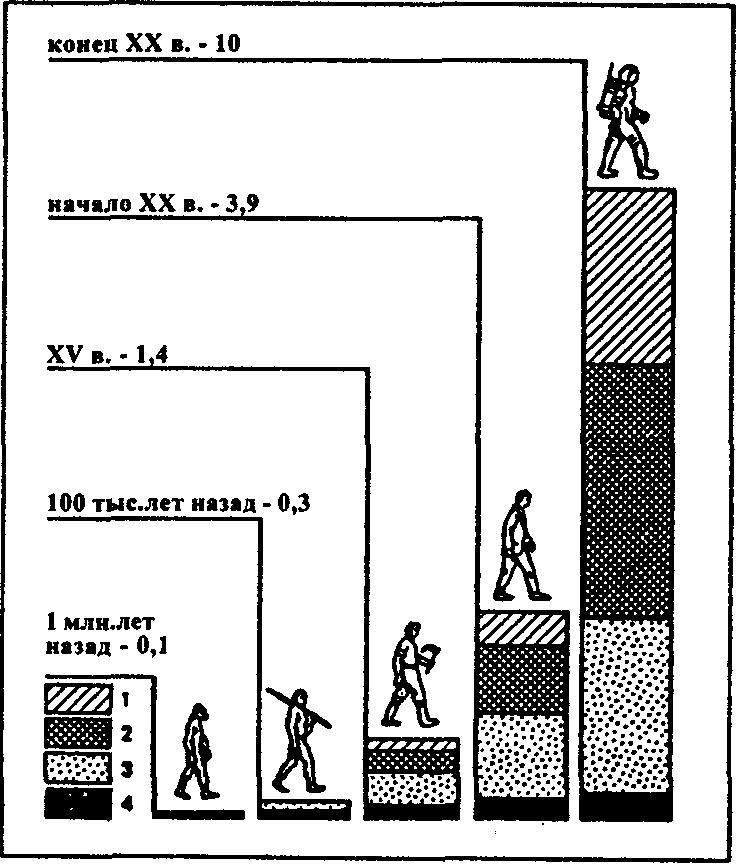 конец XX в. - 10
начало XX в. - 3,9
XV в. - 1,4
100 тыс.лет назад - 0,3
1 млн.лет
назад - 0,1
1
2
3
4